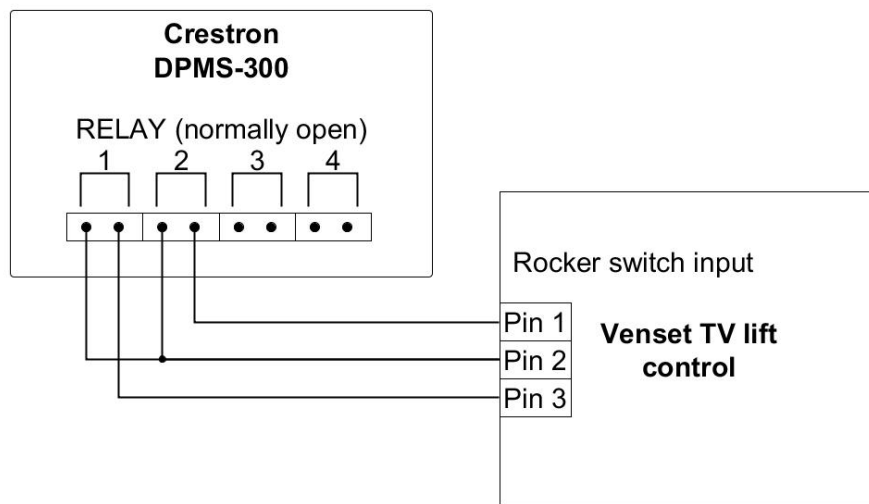 Crestron
DPMS-300
RELAY (normally open)
1 2 3 4
Rocker switch input
Pin 1
Venset TV lift
control
Pin 2
Pin 3